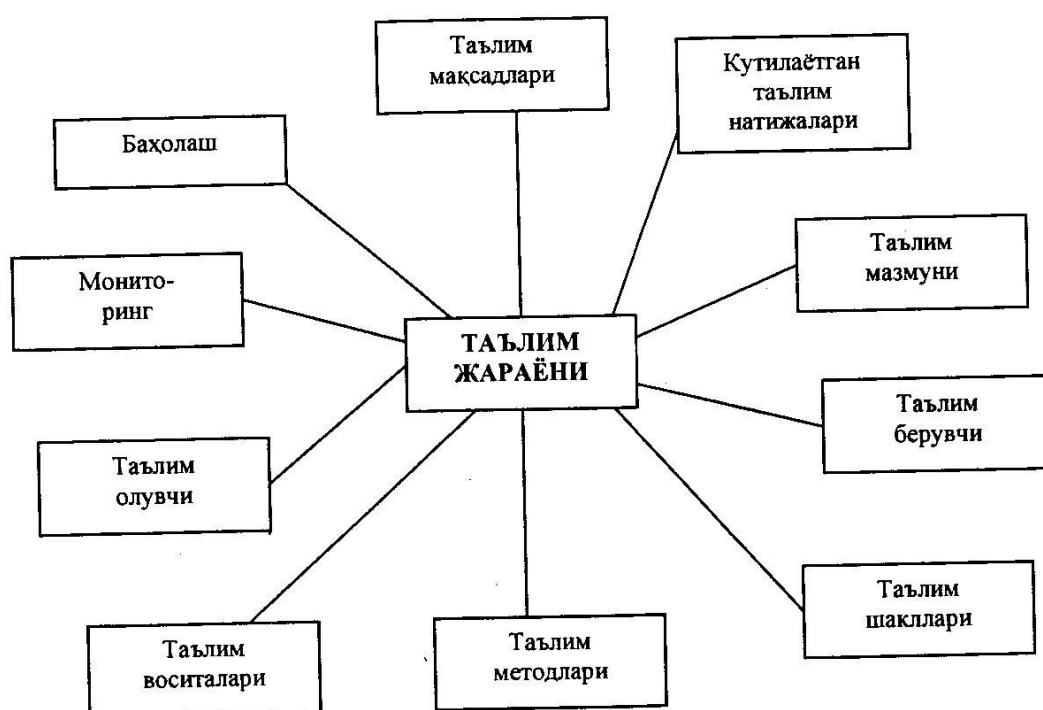 Таълим
мақсадлари
Кутилаётган
таълим
натижалари
Баҳолаш
Таълим
мазмуни
Монито-
ринг
ТАЪЛИМ
ЖАРАЁНИ
Таълим
берувчи
Таълим
олувчи
Таълим
шакллари
Таълим
воситалари
Таълим
методлари